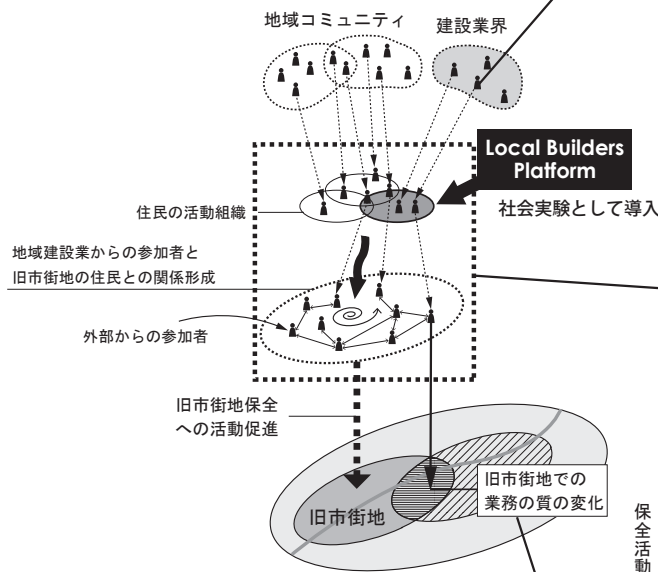 地域コミュニティ
建設業界
Local Builders
Platform
社会実験として導入
住民の活動組織
地域建設業からの参加者と
旧市街地の住民との関係形成
外部からの参加者
旧市街地保全
への活動促進
旧市街地での
業務の質の変化
旧市街地
保全活動